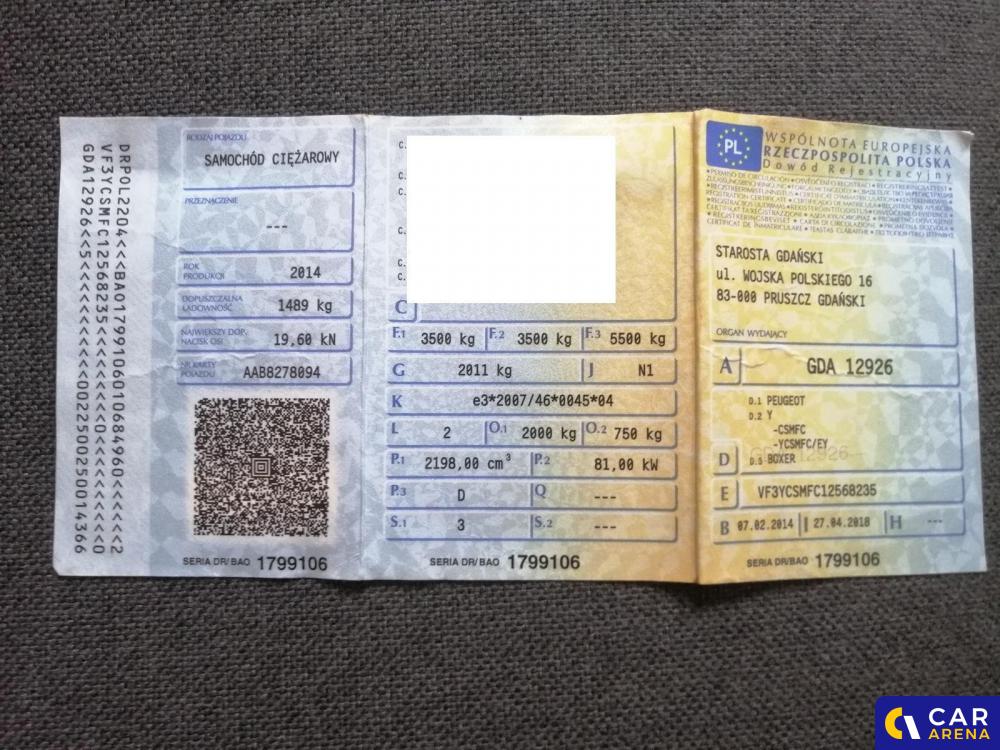 DRPOL2204<<BA01799106010684960<<<<<2
VF3YCSMFC12568235<<<<<<<0<<<<<<<<<<0
GDA12926<<5<<<<<<<<<<002500250014366
RODZAJ POJAZDU
SAMOCHÓD CIĘŻAROWY
PRZEZNACZENIE
---
ROK PRODUKCJI 2014
DOPUSZCZALNA ŁADOWNOŚĆ 1489 kg
NAJWIĘKSZY DOP. NACISK OSI 19,60 kN
NR KARTY POJAZDU AAB8278094
SERIA DR/BAO 1799106
C.
C.
C.
C.
C.
C.
C
F.1 3500 kg F.2 3500 kg F.3 5500 kg
G 2011 kg J N1
K e3*2007/46*0045*04
L 2 O.1 2000 kg O.2 750 kg
P.1 2198,00 cm³ P.2 81,00 kW
P.3 D Q ---
S.1 3 S.2 ---
SERIA DR/BAO 1799106
PL
WSPÓLNOTA EUROPEJSKA
RZECZPOSPOLITA POLSKA
Dowód Rejestracyjny
STAROSTA GDAŃSKI
ul. WOJSKA POLSKIEGO 16
83-000 PRUSZCZ GDAŃSKI
ORGAN WYDAJĄCY
A GDA 12926
D.1 PEUGEOT
D.2 Y
-CSMFC
-YCSMFC/EY
D D.3 BOXER
E VF3YCSMFC12568235
B 07.02.2014 I 27.04.2018 H ---
SERIA DR/BAO 1799106
CAR
ARENA